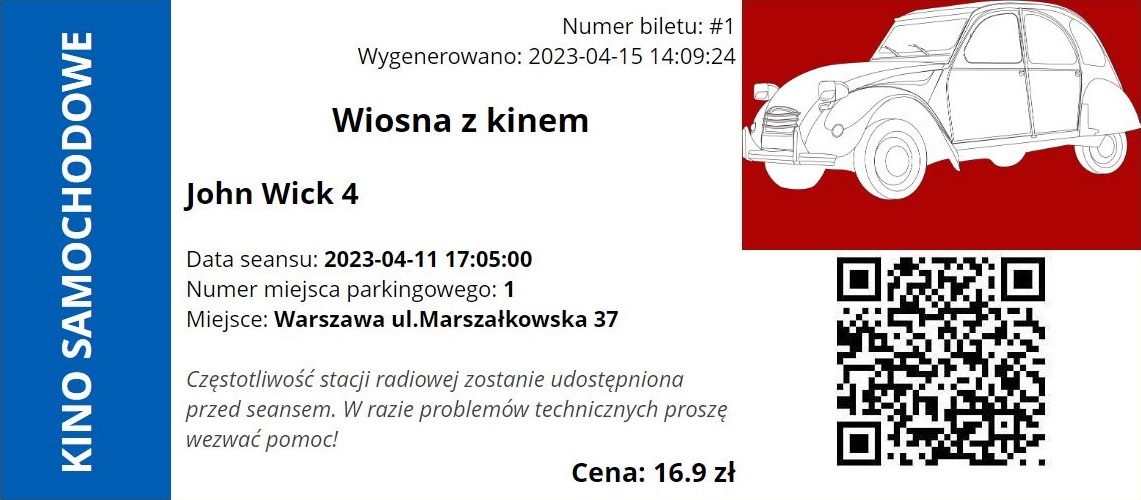 KINO SAMOCHODOWE
Numer biletu: #1
Wygenerowano: 2023-04-15 14:09:24
Wiosna z kinem
John Wick 4
Data seansu: 2023-04-11 17:05:00
Numer miejsca parkingowego: 1
Miejsce: Warszawa ul.Marszałkowska 37
Częstotliwość stacji radiowej zostanie udostępniona
przed seansem. W razie problemów technicznych proszę
wezwać pomoc!
Cena: 16.9 zł